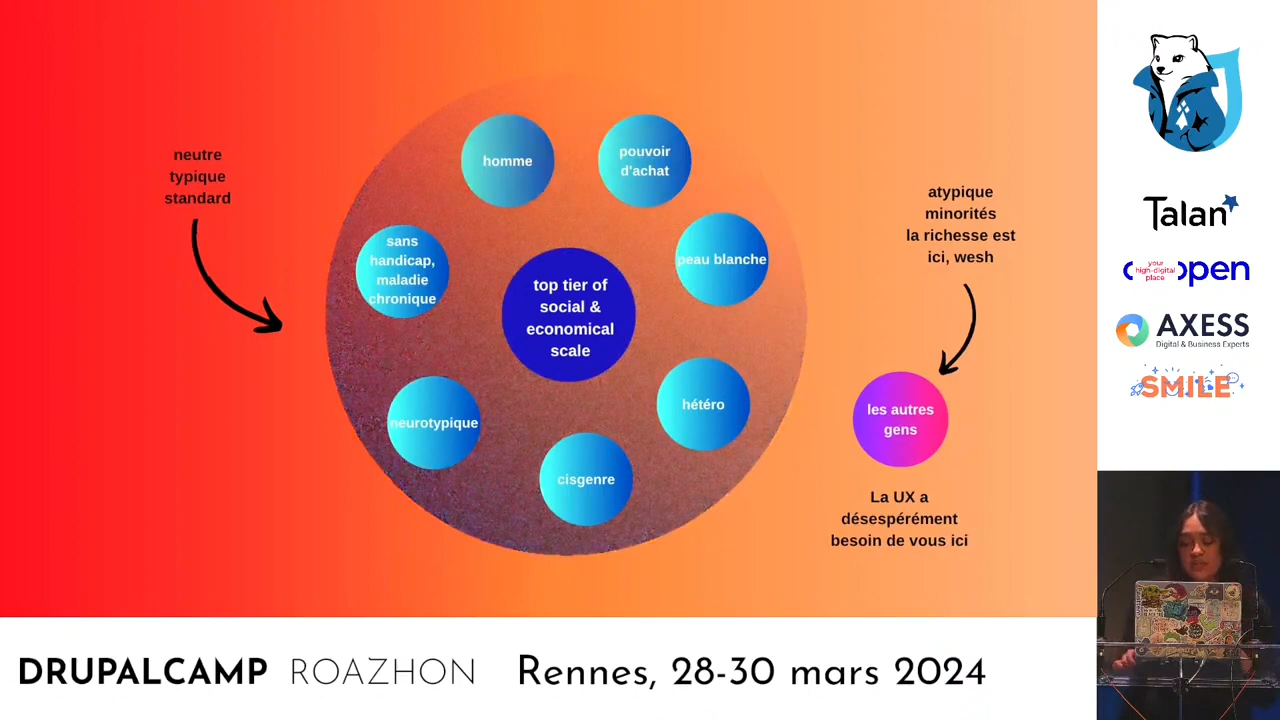 neutre
typique
standard
homme
pouvoir
d'achat
sans
handicap,
maladie
chronique
peau blanche
top tier of
social &
economical
scale
neurotypique
hétéro
cisgenre
atypique
minorités
la richesse est
ici, wesh
les autres
gens
La UX a
désespérément
besoin de vous ici
Talan
your
high-digital
place
open
AXESS
Digital & Business Experts
SMILE
DRUPALCAMP ROAZHON Rennes, 28-30 mars 2024